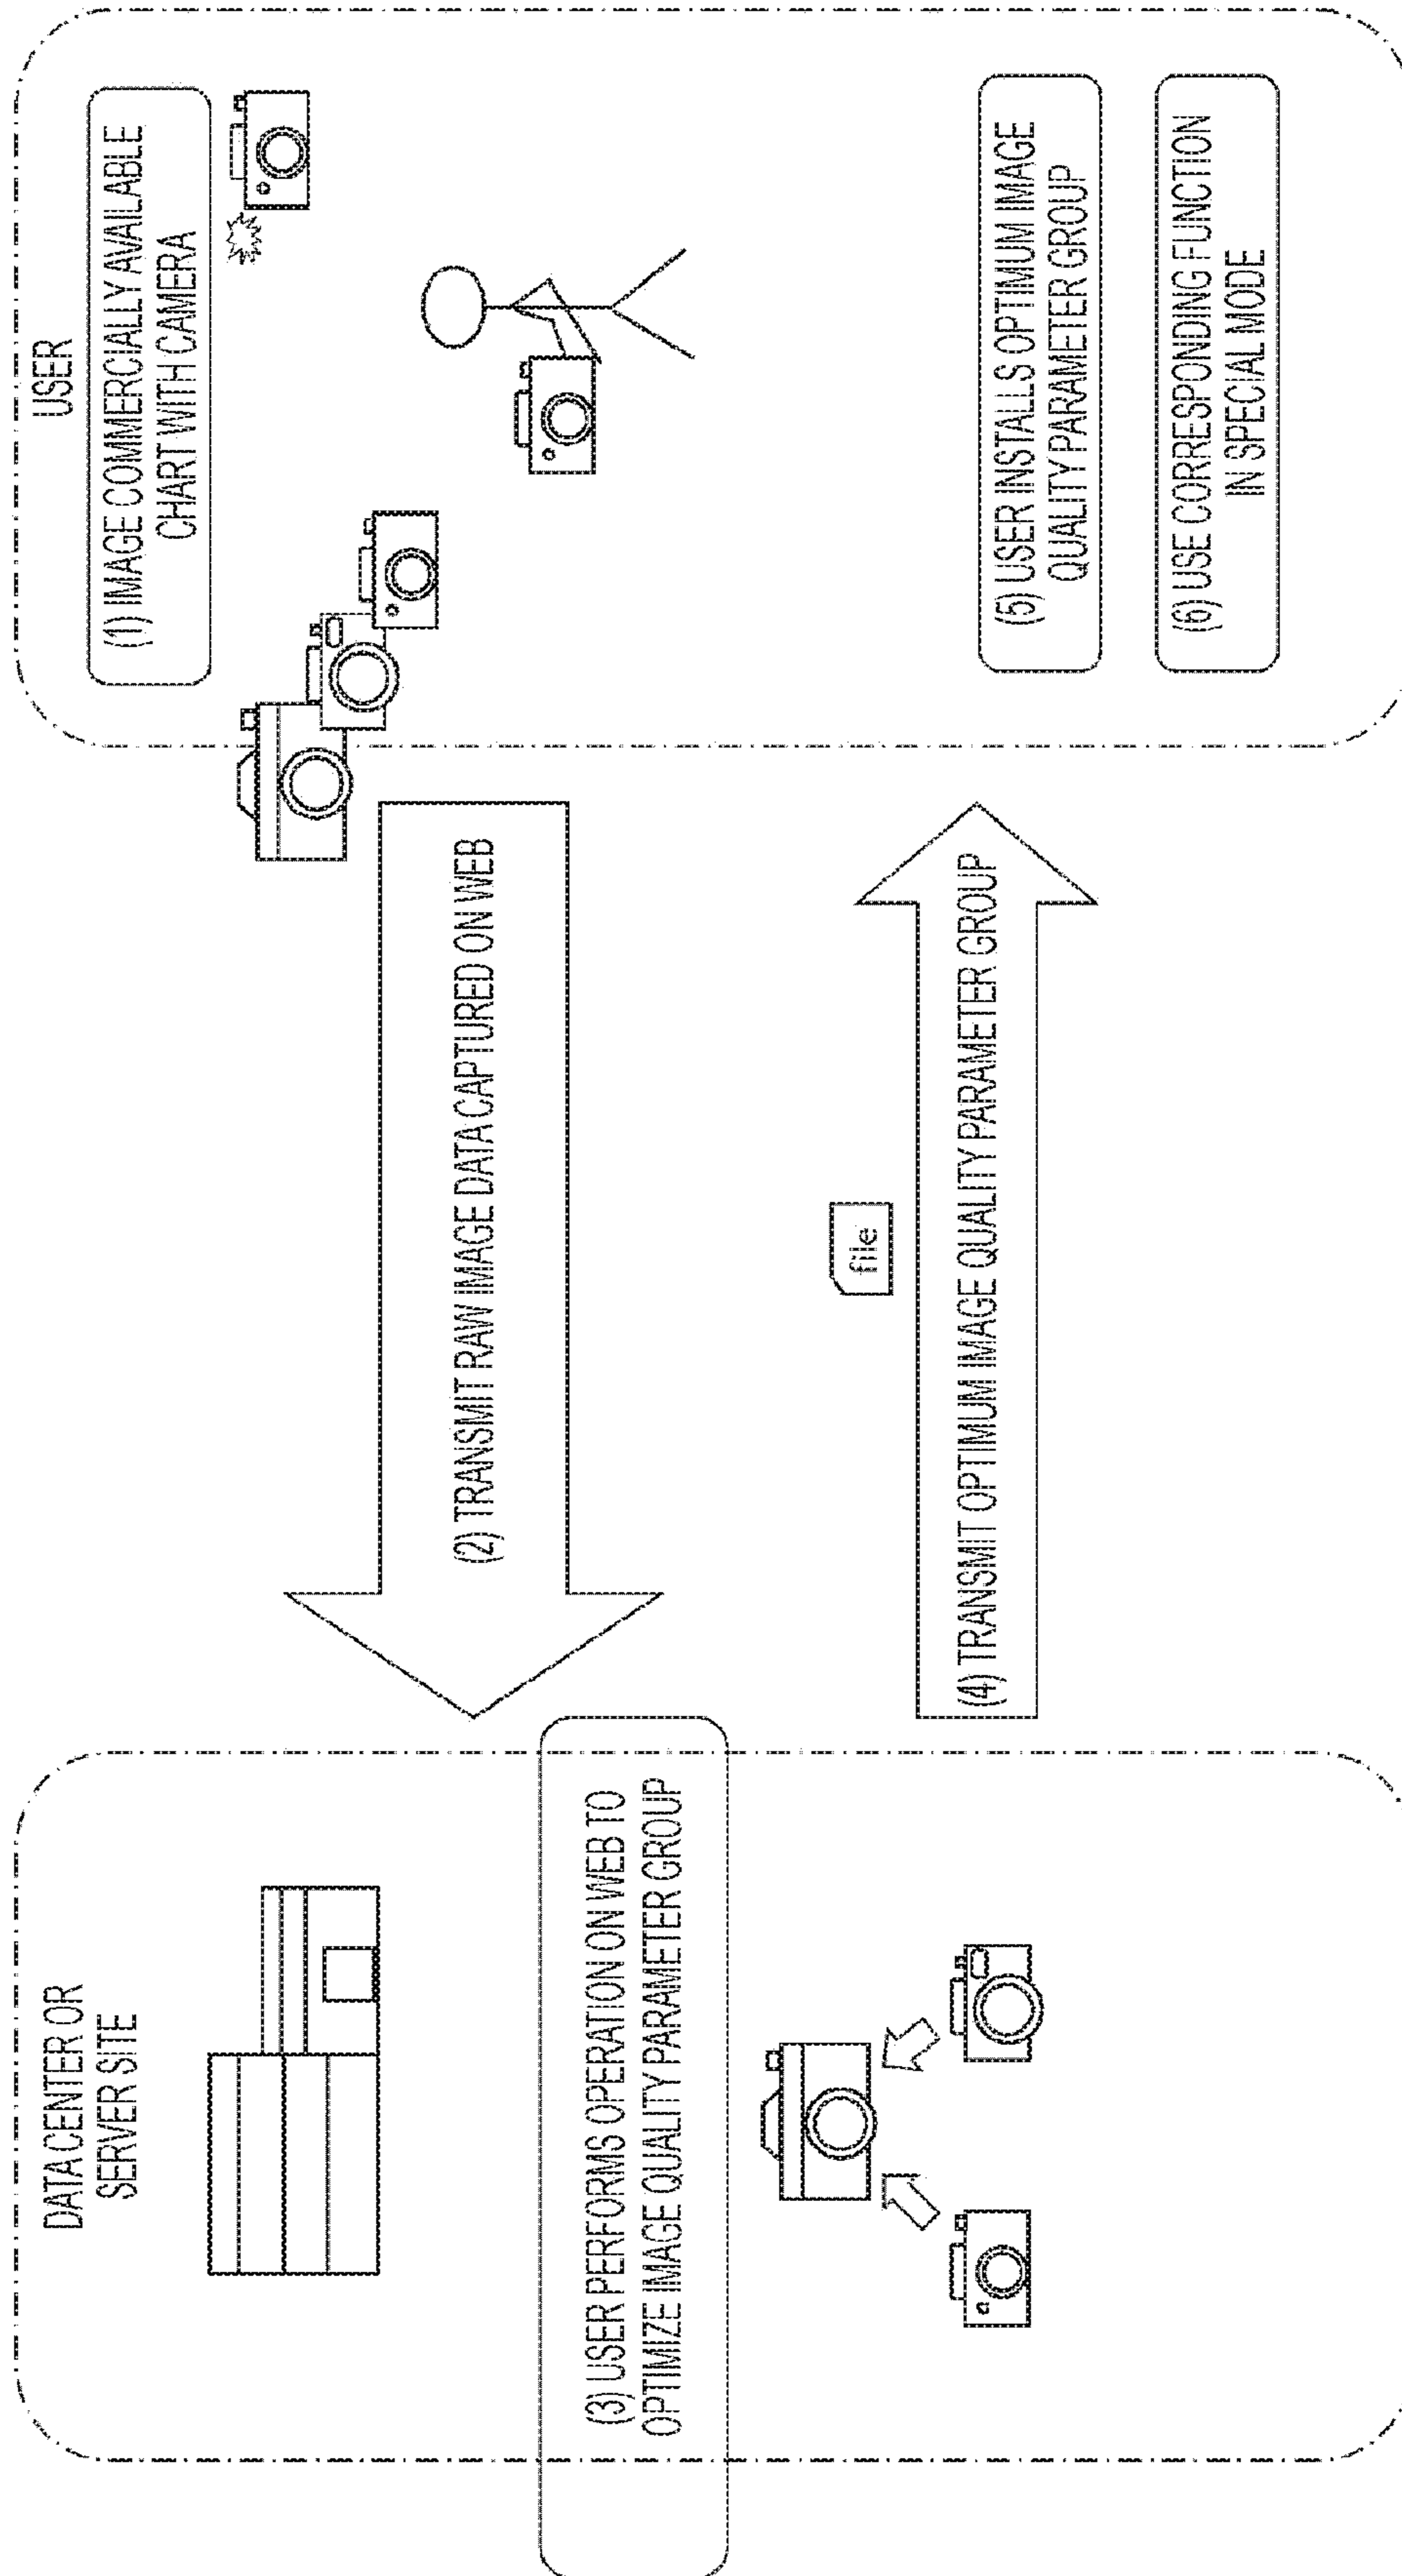 USER
(1) IMAGE COMMERCIALLY AVAILABLE
CHART WITH CAMERA
(2) TRANSMIT RAW IMAGE DATA CAPTURED ON WEB
DATA CENTER OR
SERVER SITE
(3) USER PERFORMS OPERATION ON WEB TO
OPTIMIZE IMAGE QUALITY PARAMETER GROUP
file
(4) TRANSMIT OPTIMUM IMAGE QUALITY PARAMETER GROUP
(5) USER INSTALLS OPTIMUM IMAGE
QUALITY PARAMETER GROUP
(6) USE CORRESPONDING FUNCTION
IN SPECIAL MODE